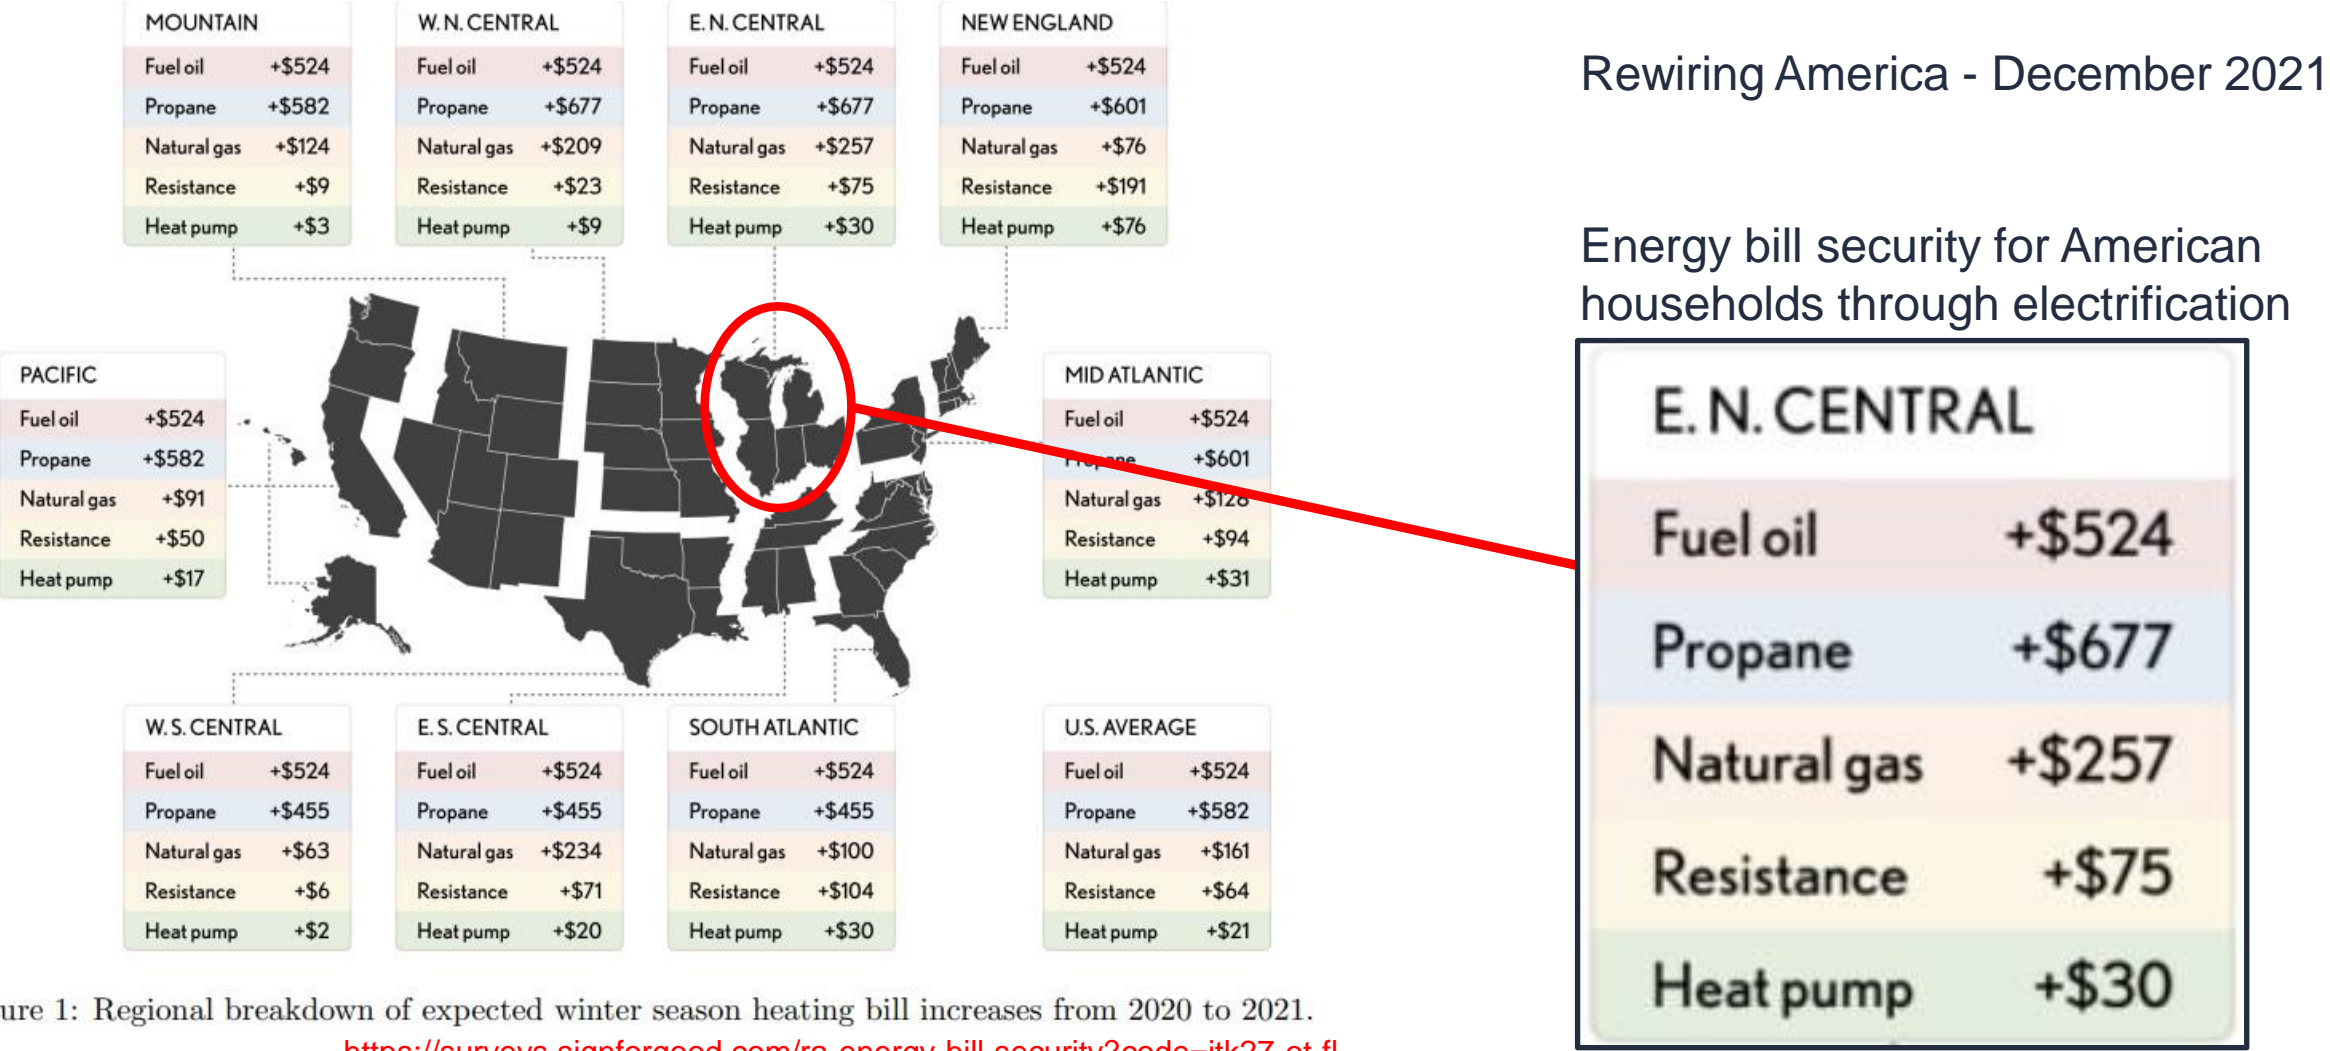 MOUNTAIN
Fuel oil +$524
Propane +$582
Natural gas +$124
Resistance +$9
Heat pump +$3
W. N. CENTRAL
Fuel oil +$524
Propane +$677
Natural gas +$209
Resistance +$23
Heat pump +$9
E. N. CENTRAL
Fuel oil +$524
Propane +$677
Natural gas +$257
Resistance +$75
Heat pump +$30
NEW ENGLAND
Fuel oil +$524
Propane +$601
Natural gas +$76
Resistance +$191
Heat pump +$76
Rewiring America - December 2021
Energy bill security for American
households through electrification
PACIFIC
Fuel oil +$524
Propane +$582
Natural gas +$91
Resistance +$50
Heat pump +$17
MID ATLANTIC
Fuel oil +$524
Propane +$601
Natural gas +$128
Resistance +$94
Heat pump +$31
E. N. CENTRAL
Fuel oil +$524
Propane +$677
Natural gas +$257
Resistance +$75
Heat pump +$30
W. S. CENTRAL
Fuel oil +$524
Propane +$455
Natural gas +$63
Resistance +$6
Heat pump +$2
E. S. CENTRAL
Fuel oil +$524
Propane +$455
Natural gas +$234
Resistance +$71
Heat pump +$20
SOUTH ATLANTIC
Fuel oil +$524
Propane +$455
Natural gas +$100
Resistance +$104
Heat pump +$30
U.S. AVERAGE
Fuel oil +$524
Propane +$582
Natural gas +$161
Resistance +$64
Heat pump +$21
ure 1: Regional breakdown of expected winter season heating bill increases from 2020 to 2021.